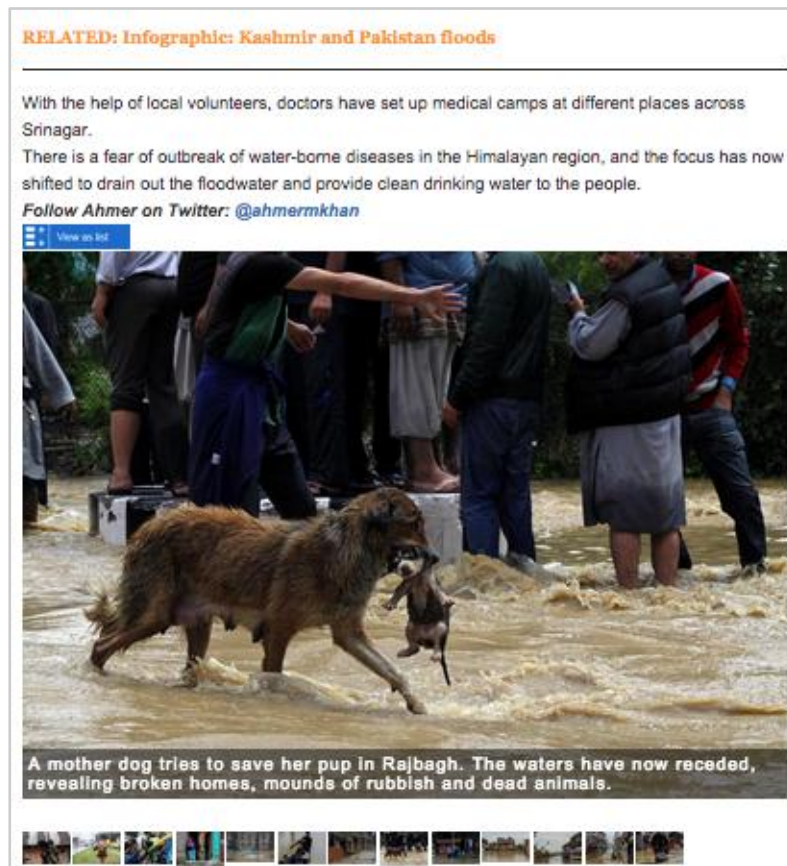 RELATED: Infographic: Kashmir and Pakistan floods
With the help of local volunteers, doctors have set up medical camps at different places across
Srinagar.
There is a fear of outbreak of water-borne diseases in the Himalayan region, and the focus has now
shifted to drain out the floodwater and provide clean drinking water to the people.
Follow Ahmer on Twitter: @ahmermkhan
View as list
A mother dog tries to save her pup in Rajbagh. The waters have now receded,
revealing broken homes, mounds of rubbish and dead animals.